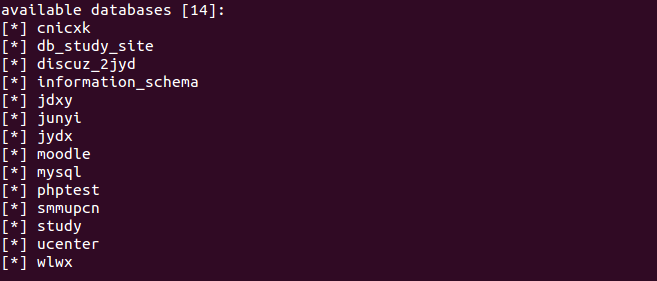 available databases [14]:
[*] cnicxk
[*] db_study_site
[*] discuz_2jyd
[*] information_schema
[*] jdxy
[*] junyi
[*] jydx
[*] moodle
[*] mysql
[*] phptest
[*] smmupcn
[*] study
[*] ucenter
[*] wlwx